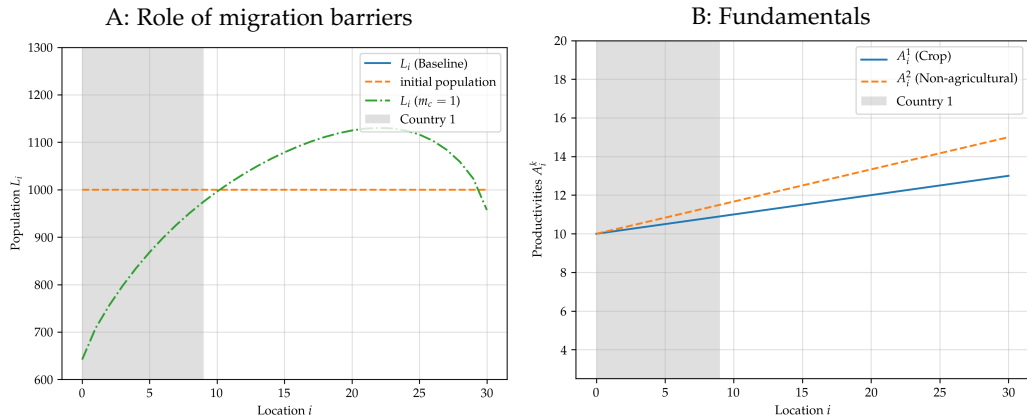 A: Role of migration barriers
1300
1200
1100
1000
900
800
700
600
Population $L_i$
0 5 10 15 20 25 30
Location $i$
$L_i$ (Baseline)
initial population
$L_i$ ($m_c = 1$)
Country 1
B: Fundamentals
20
18
16
14
12
10
8
6
4
Productivities $A_i^k$
0 5 10 15 20 25 30
Location $i$
$A_i^1$ (Crop)
$A_i^2$ (Non-agricultural)
Country 1